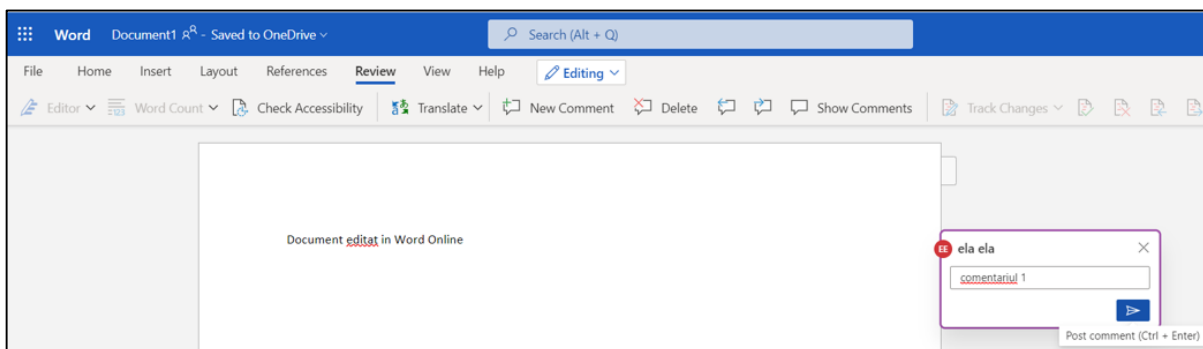 Word Document1 - Saved to OneDrive Search (Alt + Q)
File Home Insert Layout References Review View Help Editing
Editor Word Count Check Accessibility Translate New Comment Delete Show Comments Track Changes
Document editat in Word Online
EE ela ela
comentariul 1
Post comment (Ctrl + Enter)